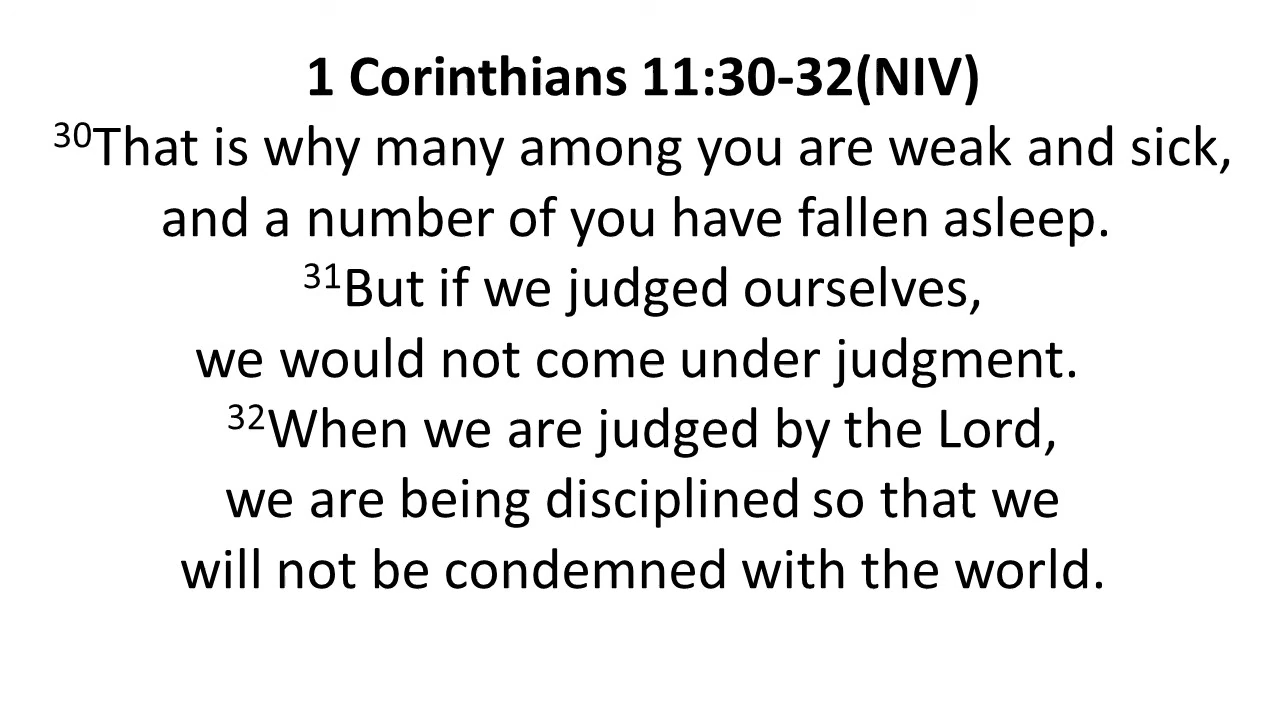 1 Corinthians 11:30-32(NIV)
30That is why many among you are weak and sick,
and a number of you have fallen asleep.
31But if we judged ourselves,
we would not come under judgment.
32When we are judged by the Lord,
we are being disciplined so that we
will not be condemned with the world.